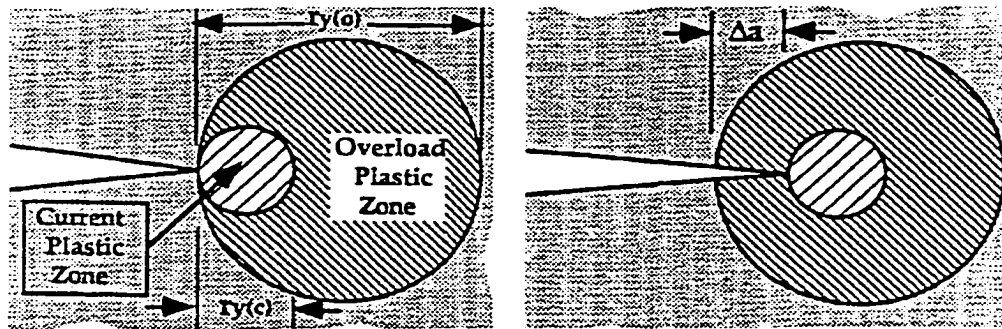 ry(o)
Overload
Plastic
Zone
Current
Plastic
Zone
ry(c)
Δa